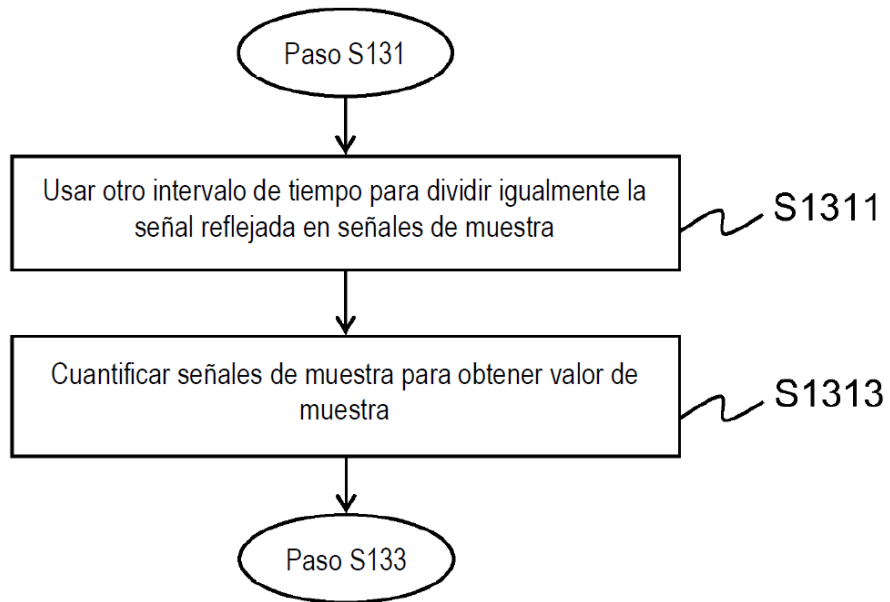 Paso S131
Usar otro intervalo de tiempo para dividir igualmente la
señal reflejada en señales de muestra
S1311
Cuantificar señales de muestra para obtener valor de
muestra
S1313
Paso S133